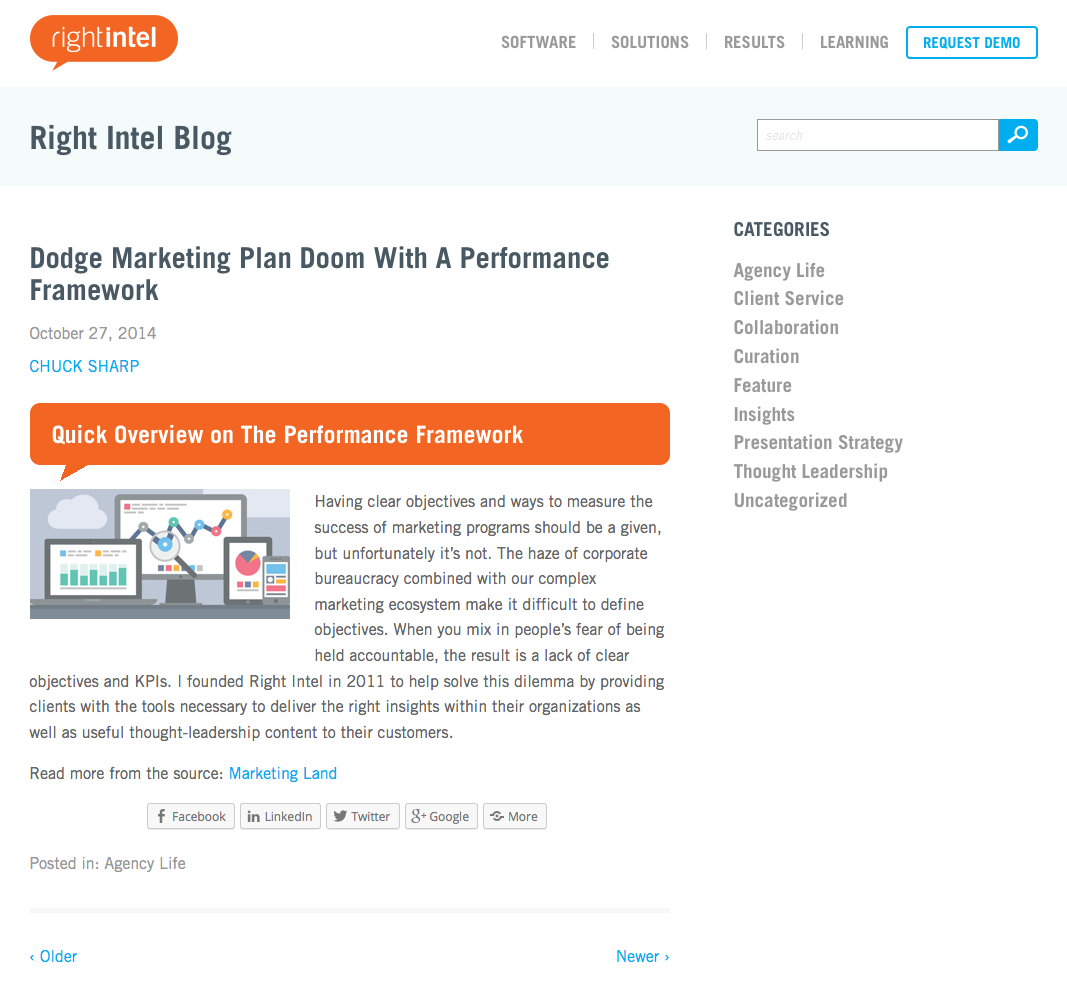 rightintel
SOFTWARE
SOLUTIONS
RESULTS
LEARNING
REQUEST DEMO
Right Intel Blog
search
Dodge Marketing Plan Doom With A Performance
Framework
October 27, 2014
CHUCK SHARP
Quick Overview on The Performance Framework
Having clear objectives and ways to measure the
success of marketing programs should be a given,
but unfortunately it’s not. The haze of corporate
bureaucracy combined with our complex
marketing ecosystem make it difficult to define
objectives. When you mix in people’s fear of being
held accountable, the result is a lack of clear
objectives and KPIs. I founded Right Intel in 2011 to help solve this dilemma by providing
clients with the tools necessary to deliver the right insights within their organizations as
well as useful thought-leadership content to their customers.
Read more from the source: Marketing Land
Facebook
LinkedIn
Twitter
Google
More
Posted in: Agency Life
‹ Older
Newer ›
CATEGORIES
Agency Life
Client Service
Collaboration
Curation
Feature
Insights
Presentation Strategy
Thought Leadership
Uncategorized